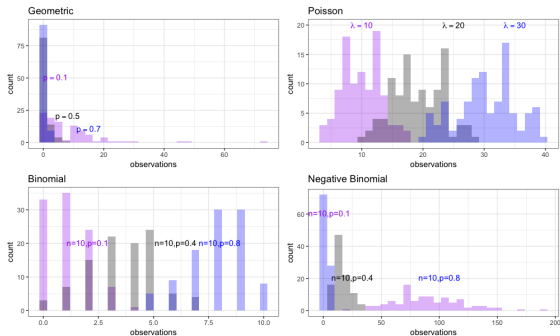 Geometric
count
75
50
25
0
p = 0.1
p = 0.5
p = 0.7
0 20 40 60
observations
Poisson
count
20
15
10
5
0
λ = 10
λ = 20
λ = 30
10 20 30 40
observations
Binomial
count
30
20
10
0
n=10,p=0.1
n=10,p=0.4
n=10,p=0.8
0.0 2.5 5.0 7.5 10.0
observations
Negative Binomial
count
60
40
20
0
n=10,p=0.1
n=10,p=0.4
n=10,p=0.8
0 50 100 150 200
observations